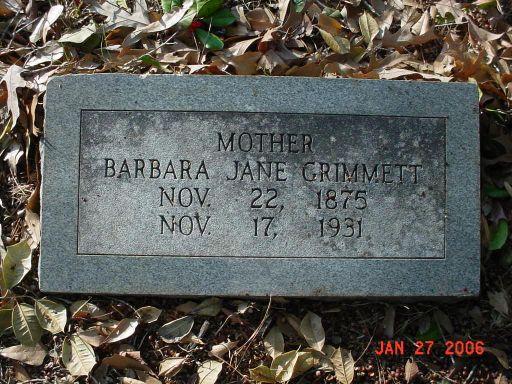 MOTHER
BARBARA JANE GRIMMETT
NOV. 22, 1875
NOV. 17, 1931
JAN 27 2006